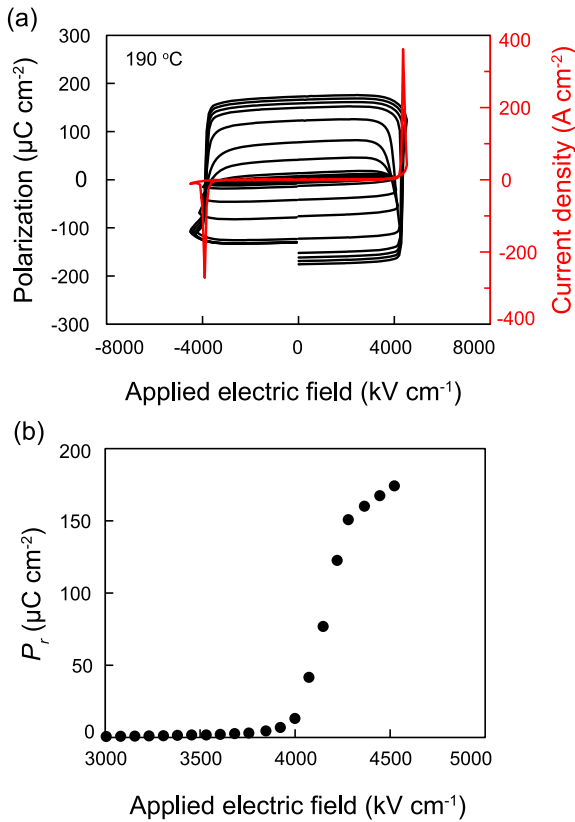 (a)
190 °C
Polarization (µC cm⁻²)
300
200
100
0
-100
-200
-300
-8000 -4000 0 4000 8000
Applied electric field (kV cm⁻¹)
400
200
0
-200
-400
Current density (A cm⁻²)
(b)
Pᵣ (µC cm⁻²)
200
150
100
50
0
3000 3500 4000 4500 5000
Applied electric field (kV cm⁻¹)